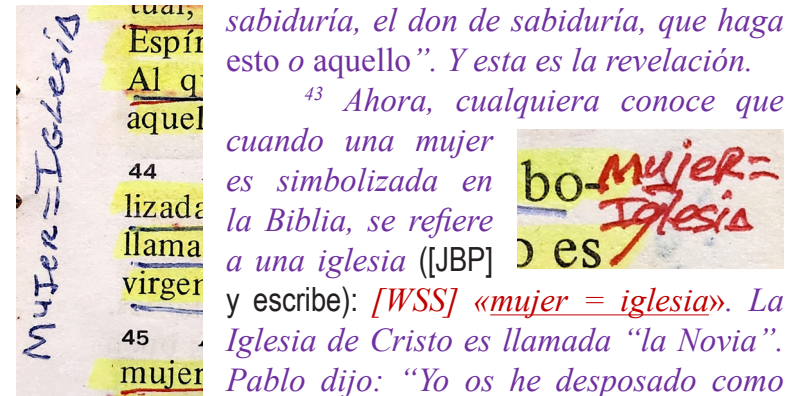 MUJER=IGLESIA
tual,
Espír
Al q
aquel
44
lizada
llama
virgen
45
mujer
sabiduría, el don de sabiduría, que haga
esto o aquello”. Y esta es la revelación.
43 Ahora, cualquiera conoce que
cuando una mujer
es simbolizada en
la Biblia, se refiere
a una iglesia ([JBP]
bo-
MUJER=
Iglesia
o es
y escribe): [WSS] «mujer = iglesia». La
Iglesia de Cristo es llamada “la Novia”.
Pablo dijo: “Yo os he desposado como